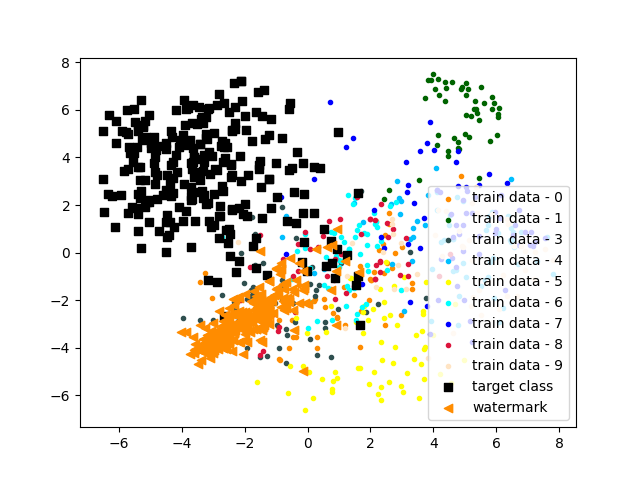 8
6
4
2
0
−2
−4
−6
−6
−4
−2
0
2
4
6
8
train data - 0
train data - 1
train data - 3
train data - 4
train data - 5
train data - 6
train data - 7
train data - 8
train data - 9
target class
watermark